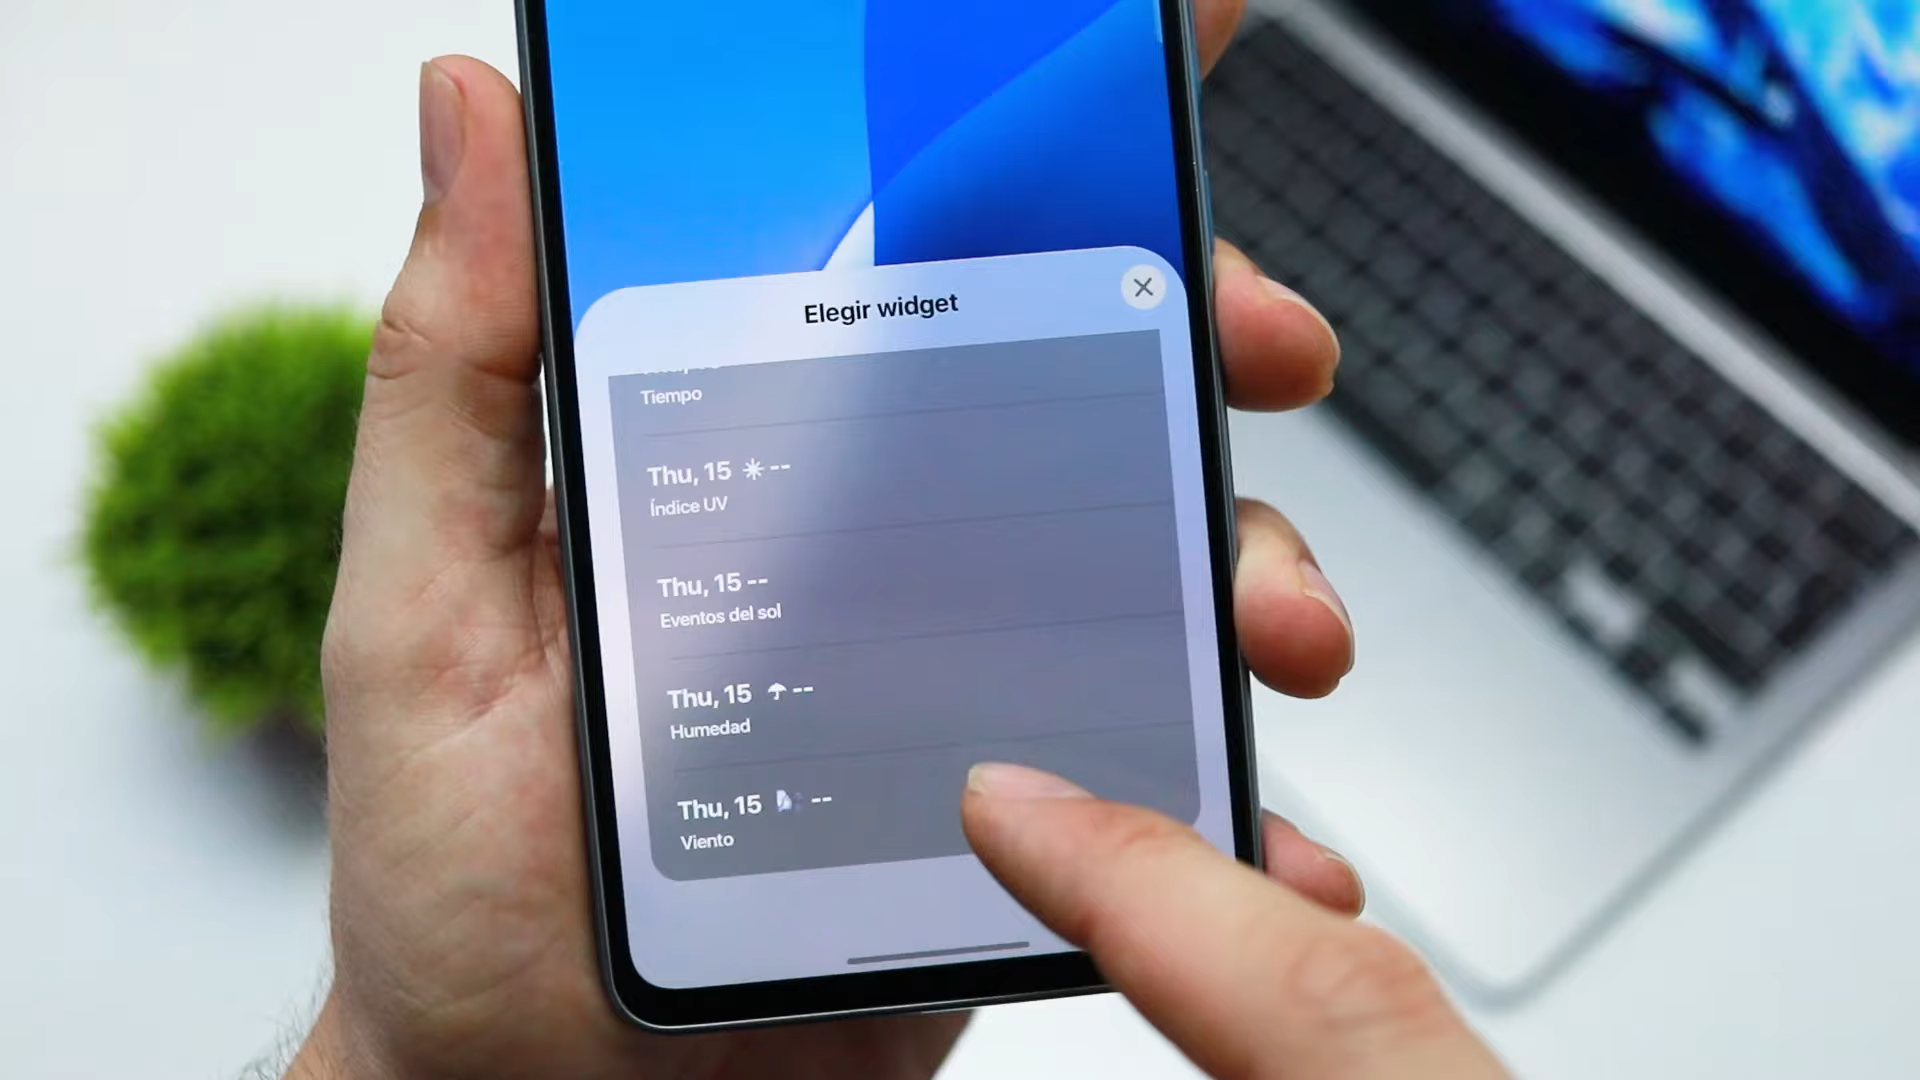 Elegir widget
Tiempo
Thu, 15 --
Índice UV
Thu, 15 --
Eventos del sol
Thu, 15 --
Humedad
Thu, 15 --
Viento